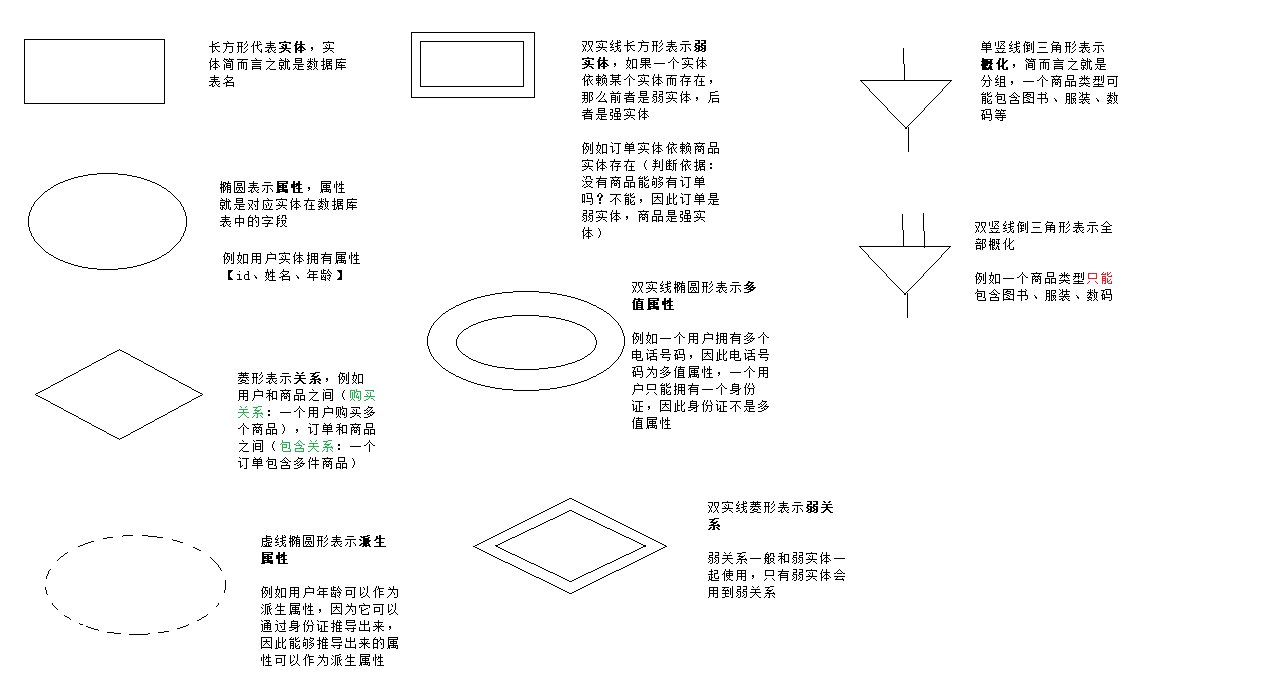 长方形代表实体，实
体简而言之就是数据库
表名
椭圆表示属性，属性
就是对应实体在数据库
表中的字段
例如用户实体拥有属性
【id、姓名、年龄】
菱形表示关系，例如
用户和商品之间（购买
关系：一个用户购买多
个商品），订单和商品
之间（包含关系：一个
订单包含多件商品）
虚线椭圆形表示派生
属性
例如用户年龄可以作为
派生属性，因为它可以
通过身份证推导出来，
因此能够推导出来的属
性可以作为派生属性
双实线长方形表示弱
实体，如果一个实体
依赖某个实体而存在，
那么前者是弱实体，后
者是强实体
例如订单实体依赖商品
实体存在（判断依据：
没有商品能够有订单
吗？不能，因此订单是
弱实体，商品是强实
体）
双实线椭圆形表示多
值属性
例如一个用户拥有多个
电话号码，因此电话号
码为多值属性，一个用
户只能拥有一个身份
证，因此身份证不是多
值属性
双实线菱形表示弱关
系
弱关系一般和弱实体一
起使用，只有弱实体会
用到弱关系
单竖线倒三角形表示
概化，简而言之就是
分组，一个商品类型可
能包含图书、服装、数
码等
双竖线倒三角形表示全
部概化
例如一个商品类型只能
包含图书、服装、数码